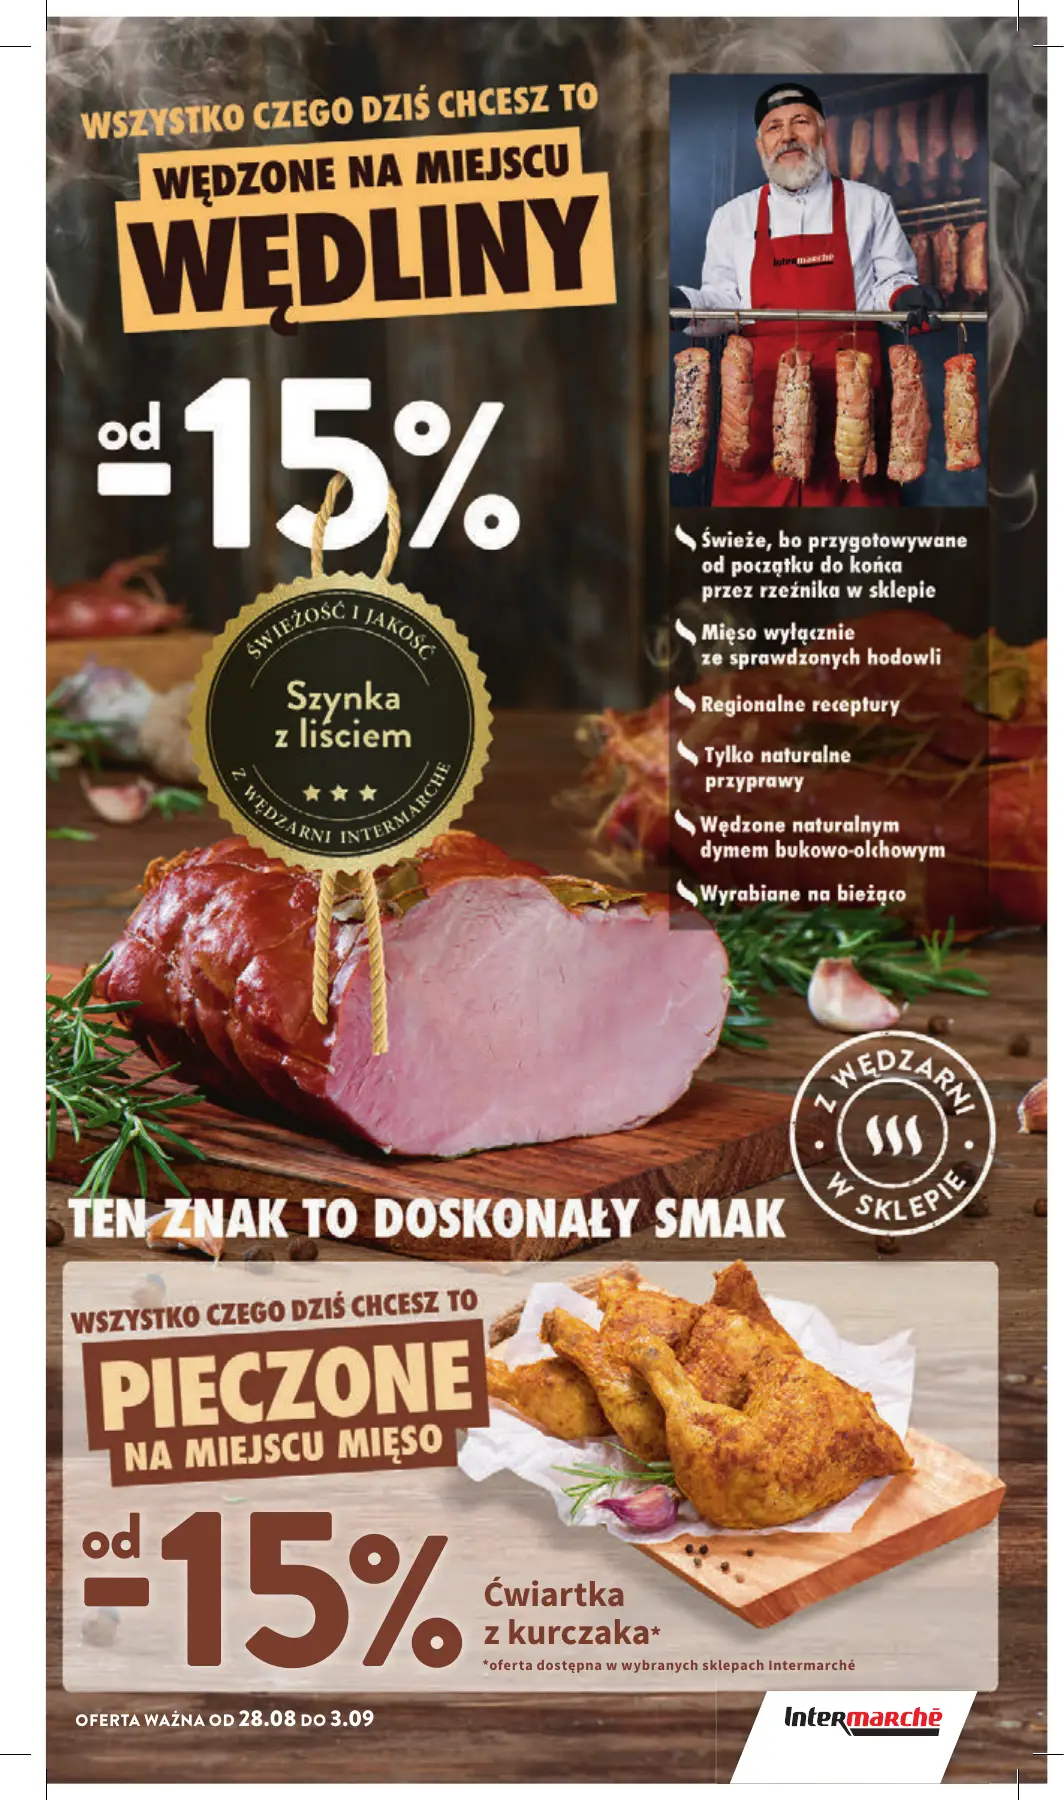 WSZYSTKO CZEGO DZIŚ CHCESZ TO
WĘDZONE NA MIEJSCU
WĘDLINY
od
-15%
Intermarché
Świeże, bo przygotowywane
od początku do końca
przez rzeźnika w sklepie
Mięso wyłącznie
ze sprawdzonych hodowli
Regionalne receptury
Tylko naturalne
przyprawy
Wędzone naturalnym
dymem bukowo-olchowym
Wyrabiane na bieżąco
ŚWIEŻOŚĆ I JAKOŚĆ
Szynka
z liściem
Z WĘDZARNI INTERMARCHE
Z WĘDZARNI
W SKLEPIE
TEN ZNAK TO DOSKONAŁY SMAK
WSZYSTKO CZEGO DZIŚ CHCESZ TO
PIECZONE
NA MIEJSCU MIĘSO
od
-15%
Ćwiartka
z kurczaka*
*oferta dostępna w wybranych sklepach Intermarché
OFERTA WAŻNA OD 28.08 DO 3.09
Intermarchē